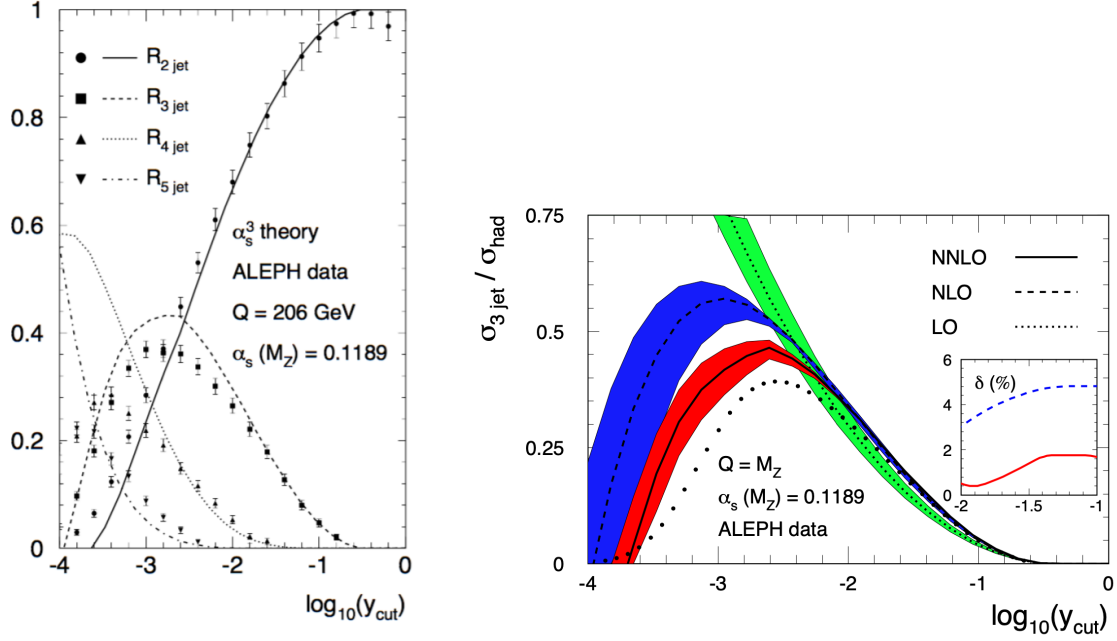 1
0.8
0.6
0.4
0.2
0
-4
-3
-2
-1
0
R2 jet
R3 jet
R4 jet
R5 jet
αs3 theory
ALEPH data
Q = 206 GeV
αs (MZ) = 0.1189
log10(ycut)
σ3 jet / σhad
0.75
0.5
0.25
0
-4
-3
-2
-1
0
NNLO
NLO
LO
δ (%)
6
4
2
0
-2
-1.5
-1
Q = MZ
αs (MZ) = 0.1189
ALEPH data
log10(ycut)